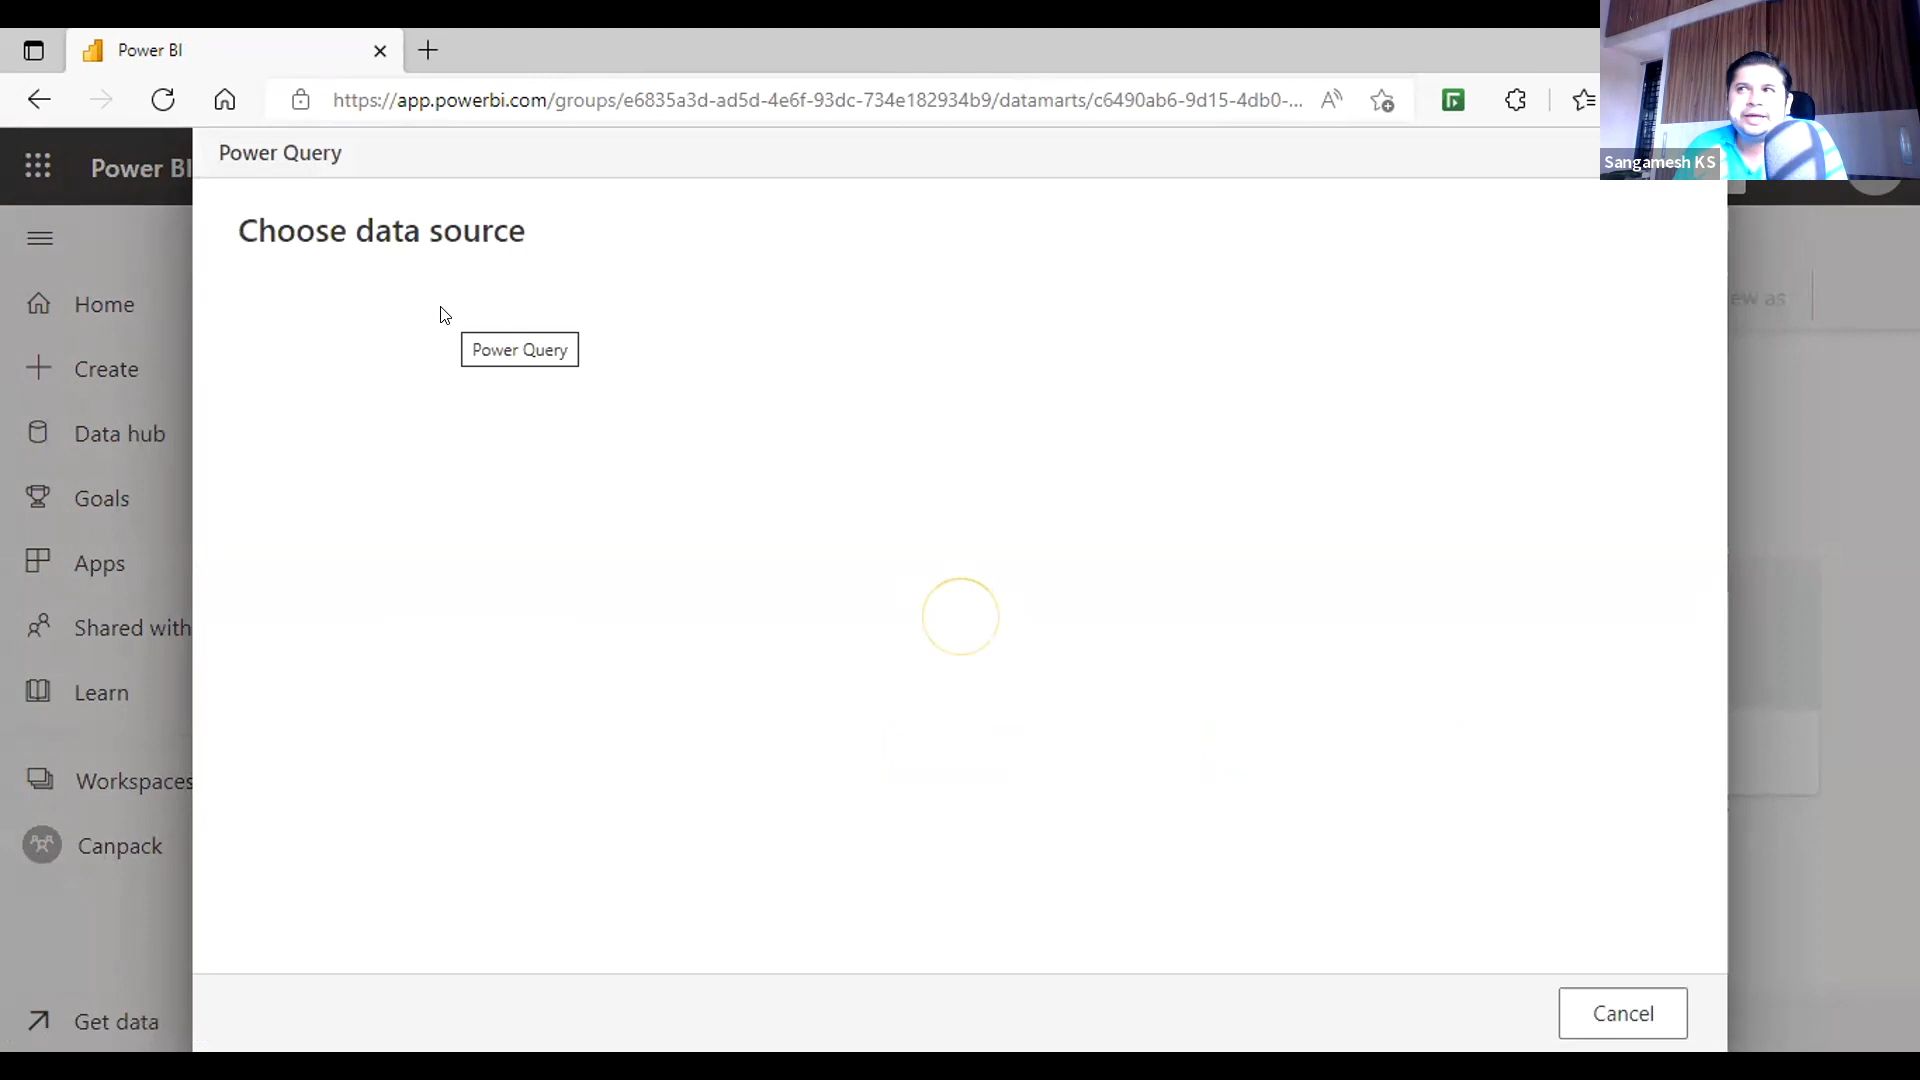 Power BI
https://app.powerbi.com/groups/e6835a3d-ad5d-4e6f-93dc-734e182934b9/datamarts/c6490ab6-9d15-4db0-...
Sangamesh KS
Power BI
Power Query
Choose data source
Power Query
ew as
Home
Create
Data hub
Goals
Apps
Shared with
Learn
Workspaces
Canpack
Get data
Cancel